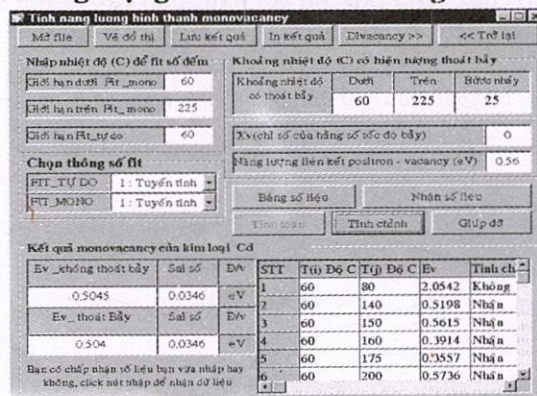 Tinh nang luong hinh thanh monovacancy
Mở file Vẽ đồ thị Lưu kết quả In kết quả Divacancy >> << Trở lại
Nhập nhiệt độ (C) để fit số đếm
Giới hạn dưới Fit_mono 60
Giới hạn trên Fit_mono 225
Giới hạn Fit_tự do 60
Chọn thông số fit
FIT_TỰ DO 1 : Tuyến tính
FIT_MONO 1 : Tuyến tính
Khoảng nhiệt độ (C) có hiện tượng thoát bẫy
Khoảng nhiệt độ có thoát bẫy Dưới Trên Bước nhảy
60 225 25
Xv(chỉ số của hằng số tốc độ bẫy) 0
Năng lượng liên kết positron - vacancy (eV) 0.56
Bảng số liệu Nhận số liệu
Tính toán Tinh chỉnh Giúp đỡ
Kết quả monovacancy của kim loại Cd
Ev_không thoát bẫy Sai số Đ/v
0.5045 0.0346 eV
Ev_ thoát Bẫy Sai số Đ/v
0.504 0.0346 eV
Bạn có chấp nhận số liệu bạn vừa nhập hay
không, click nút nhập để nhận dữ liệu
STT T(i) Độ C T(j) Độ C Ev Tinh ch
1 60 80 2.0542 Không
2 60 140 0.5198 Nhận
3 60 150 0.5615 Nhận
4 60 160 0.3914 Nhận
5 60 175 0.3557 Nhận
6 60 200 0.5736 Nhận